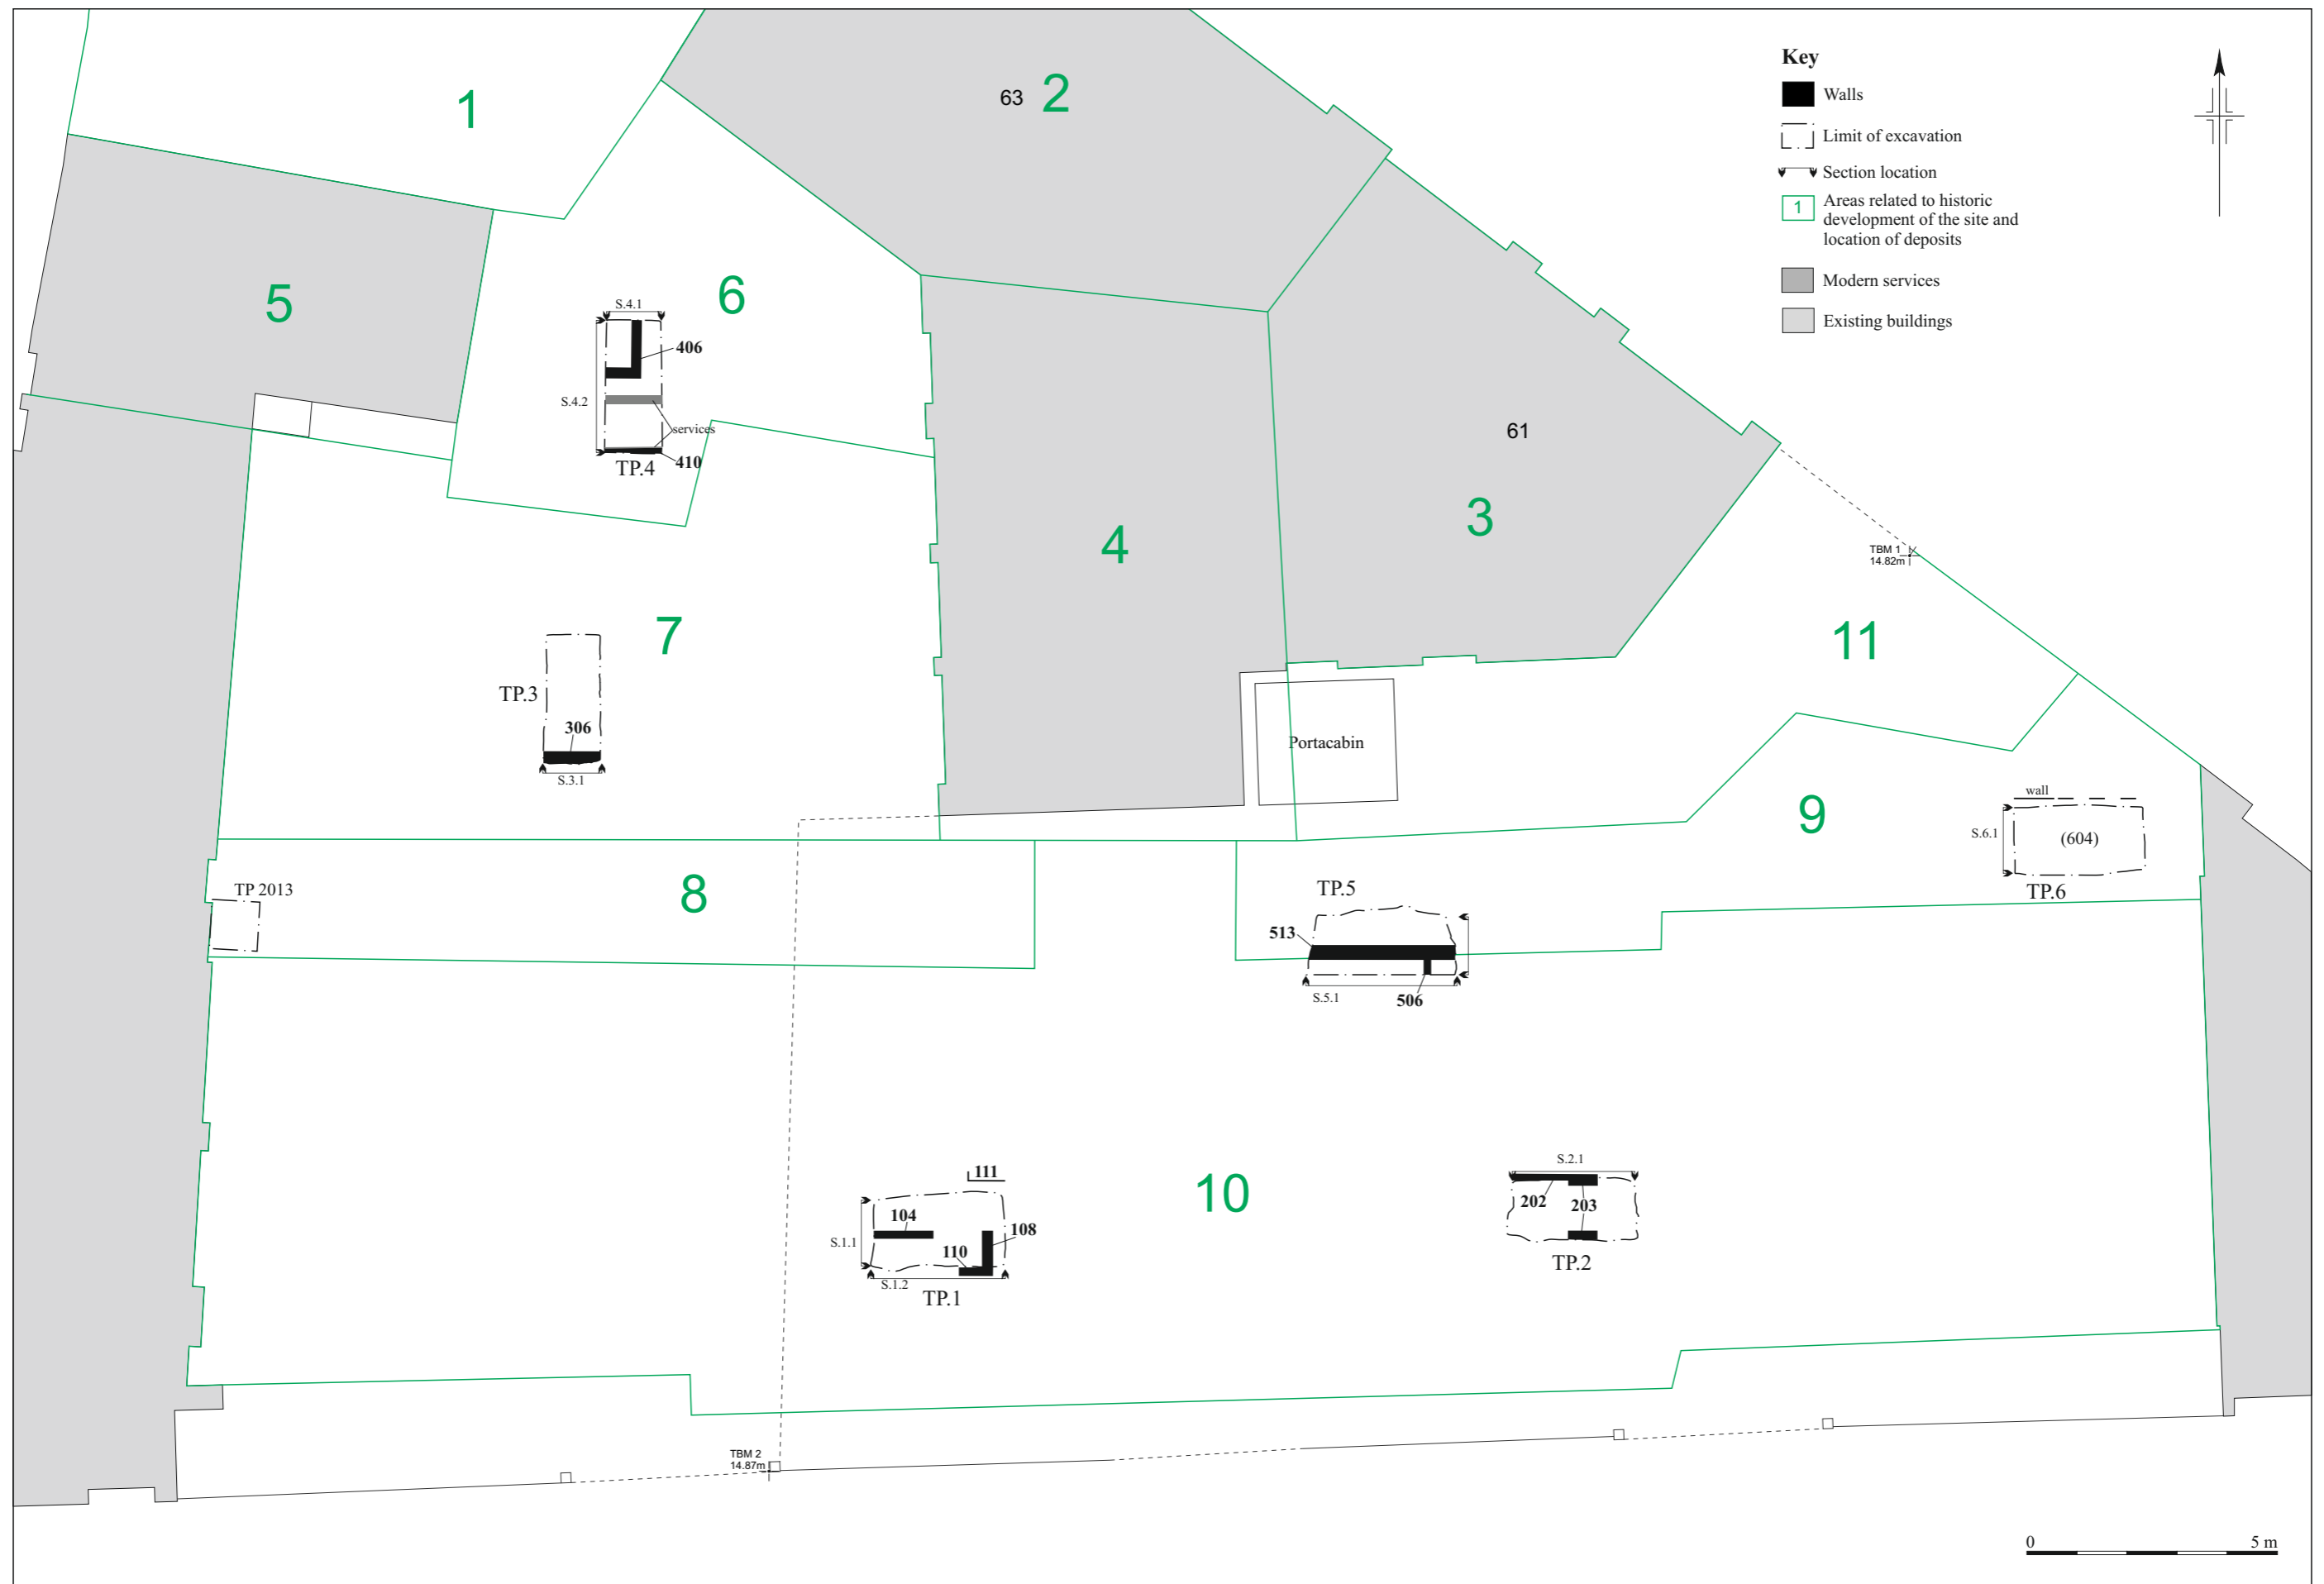 Key
Walls
Limit of excavation
Section location
1
Areas related to historic
development of the site and
location of deposits
Modern services
Existing buildings
1
63
2
5
6
S.4.1
406
S.4.2
services
410
TP.4
61
3
4
TBM 1
14.82m
7
11
TP.3
306
S.3.1
Portacabin
9
wall
S.6.1
(604)
TP.6
8
TP 2013
TP.5
513
S.5.1
506
10
111
104
108
S.1.1
110
S.1.2
TP.1
S.2.1
202
203
TP.2
TBM 2
14.87m
0
5 m